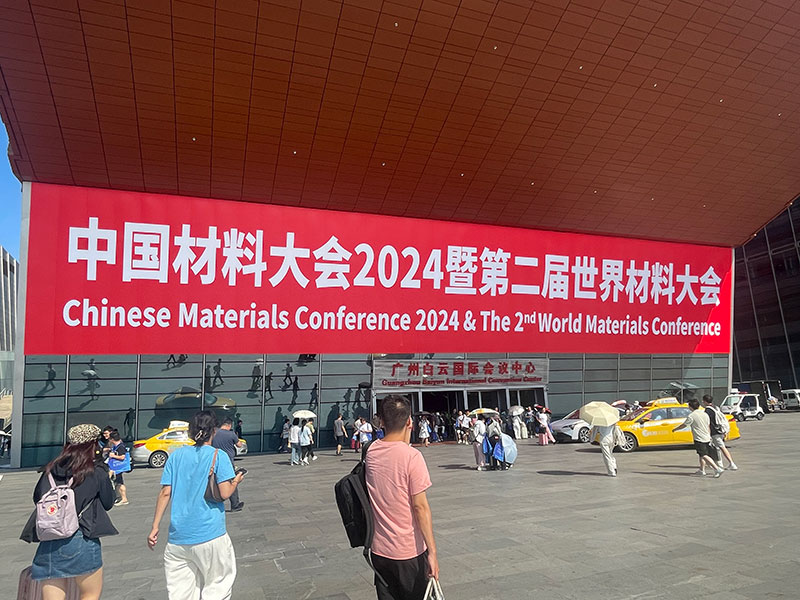 中国材料大会2024暨第二届世界材料大会
Chinese Materials Conference 2024 & The 2nd World Materials Conference
广州白云国际会议中心
Guangzhou Baiyun International Convention Center